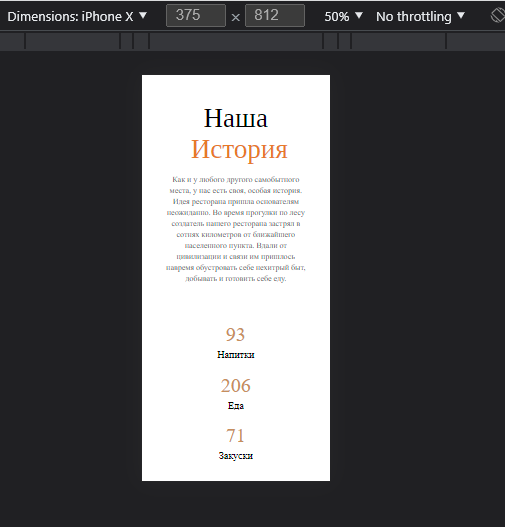 Dimensions: iPhone X ▼ 375 × 812 50% ▼ No throttling ▼
Наша
История
Как и у любого другого самобытного
места, у нас есть своя, особая история.
Идея ресторана пришла основателям
неожиданно. Во время прогулки по лесу
создатель нашего ресторана застрял в
сотнях километров от ближайшего
населенного пункта. Вдали от
цивилизации и связи им пришлось
навремя обустровать себе нехитрый быт,
добывать и готовить себе еду.
93
Напитки
206
Еда
71
Закуски